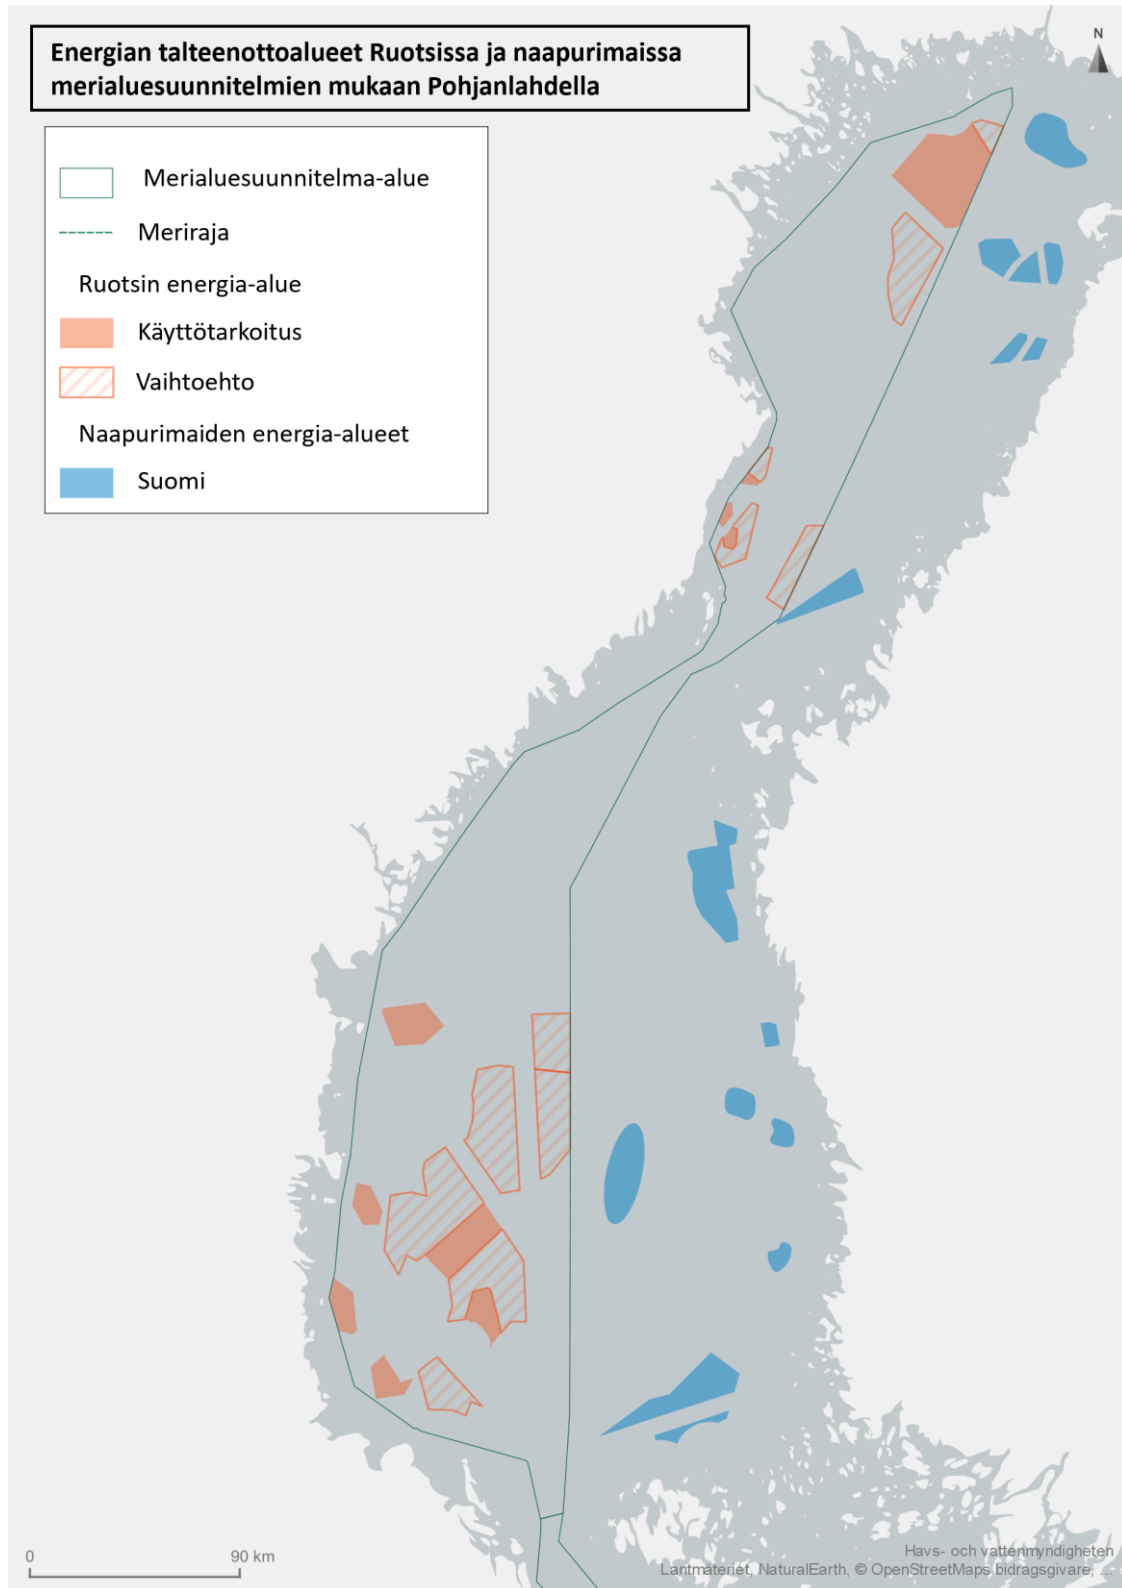 Energian talteenottoalueet Ruotsissa ja naapurimaissa
merialuesuunnitelmien mukaan Pohjanlahdella
N
Merialuesuunnitelma-alue
Meriraja
Ruotsin energia-alue
Käyttötarkoitus
Vaihtoehto
Naapurimaiden energia-alueet
Suomi
0 90 km
Havs- och vattenmyndigheten
Lantmäteriet, NaturalEarth, © OpenStreetMaps bidragsgivare, ...